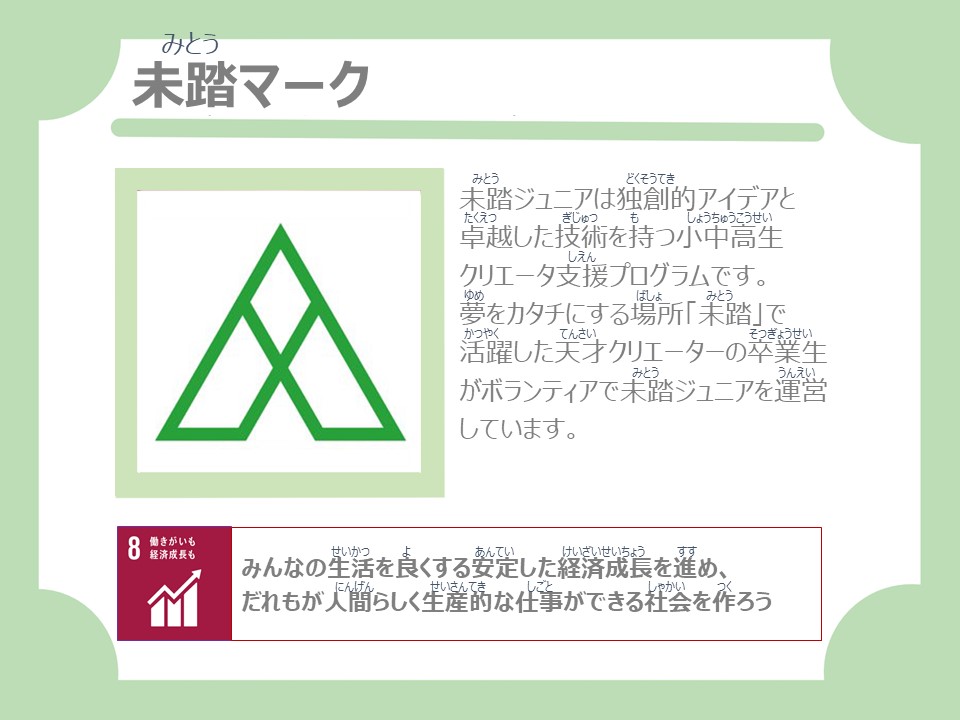 みとう
未踏マーク
みとう どくそうてき
未踏ジュニアは独創的アイデアと
たくえつ ぎじゅつ も しょうちゅうこうせい
卓越した技術を持つ小中高生
しえん
クリエータ支援プログラムです。
ゆめ ばしょ みとう
夢をカタチにする場所「未踏」で
かつやく てんさい そつぎょうせい
活躍した天才クリエーターの卒業生
みとう うんえい
がボランティアで未踏ジュニアを運営
しています。
8 働きがいも
経済成長も
せいかつ よ あんてい けいざいせいちょう すす
みんなの生活を良くする安定した経済成長を進め、
にんげん せいさんてき しごと しゃかい つく
だれもが人間らしく生産的な仕事ができる社会を作ろう